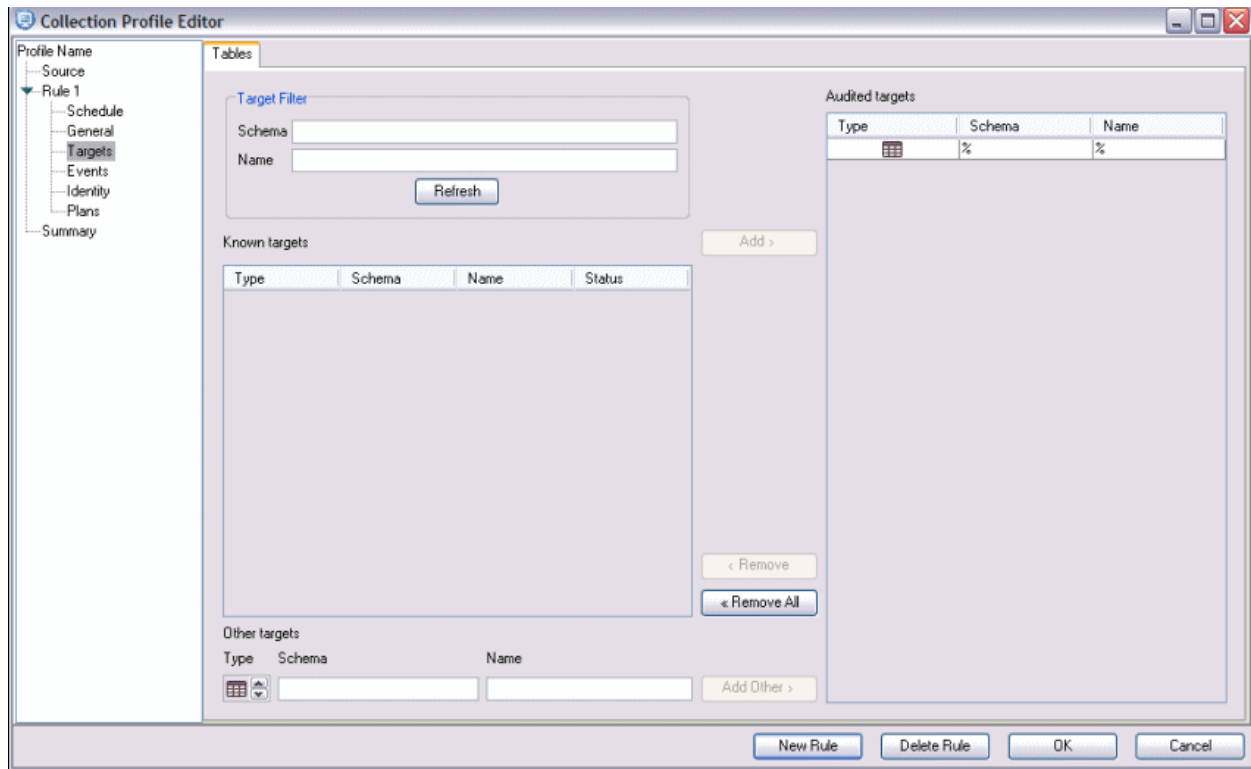 Collection Profile Editor
Profile Name
Source
Rule 1
Schedule
General
Targets
Events
Identity
Plans
Summary
Tables
Target Filter
Schema
Name
Refresh
Known targets
Type Schema Name Status
Add >
< Remove
« Remove All
Audited targets
Type Schema Name
% %
Other targets
Type Schema Name
Add Other >
New Rule Delete Rule OK Cancel